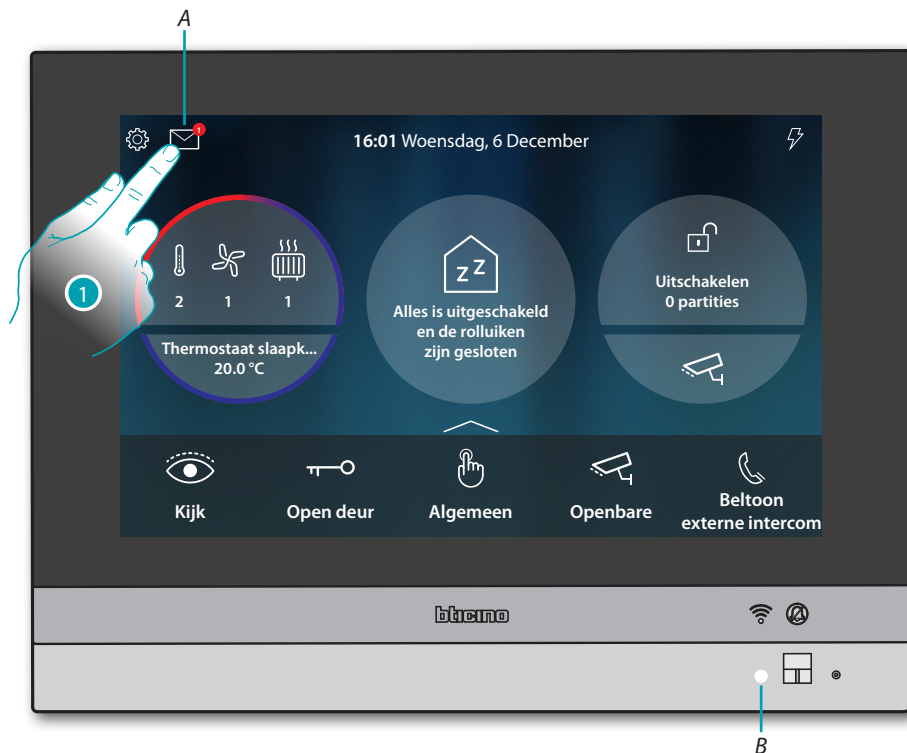 A
1
16:01 Woensdag, 6 December
1
2 1 1
Thermostaat slaapk...
20.0 °C
zZ
Alles is uitgeschakeld
en de rolluiken
zijn gesloten
Uitschakelen
0 partities
Kijk
Open deur
Algemeen
Openbare
Beltoon
externe intercom
bticino
B